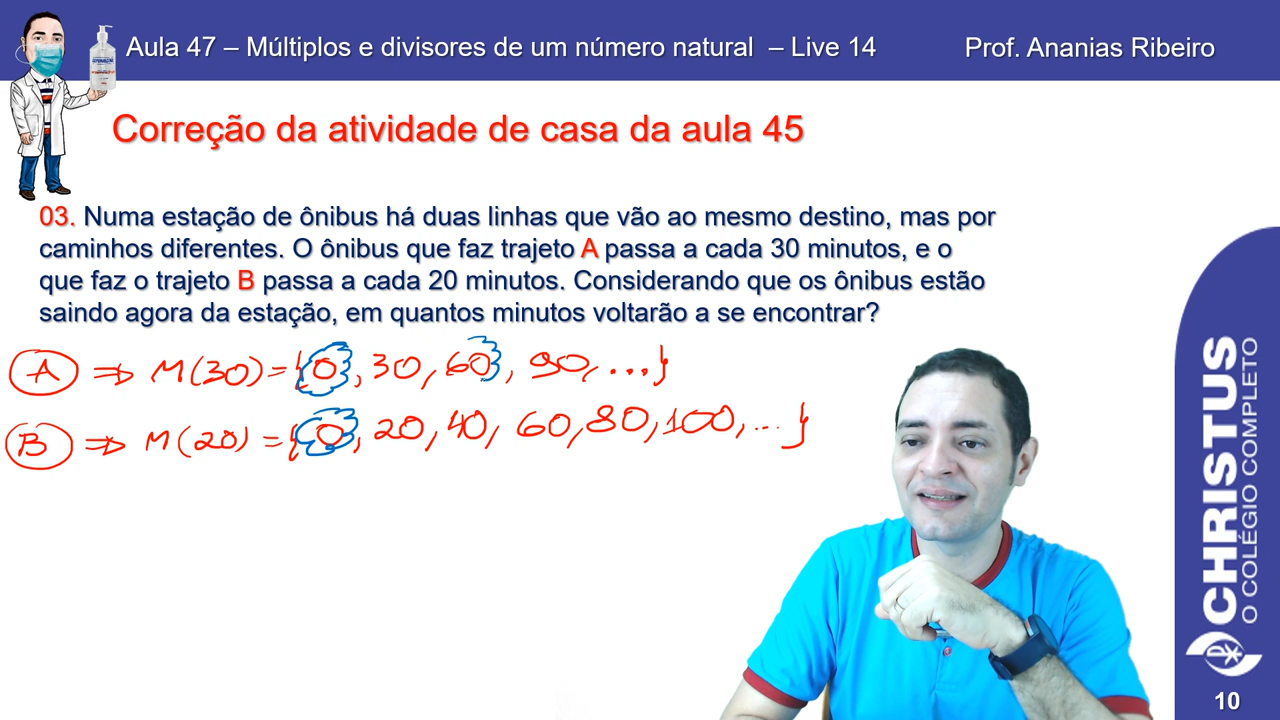 Aula 47 – Múltiplos e divisores de um número natural – Live 14
Prof. Ananias Ribeiro
Correção da atividade de casa da aula 45
03. Numa estação de ônibus há duas linhas que vão ao mesmo destino, mas por
caminhos diferentes. O ônibus que faz trajeto A passa a cada 30 minutos, e o
que faz o trajeto B passa a cada 20 minutos. Considerando que os ônibus estão
saindo agora da estação, em quantos minutos voltarão a se encontrar?
A ⇒ M(30) = {0, 30, 60, 90, ...}
B ⇒ M(20) = {0, 20, 40, 60, 80, 100, ... }
CHRISTUS
O COLÉGIO COMPLETO
10